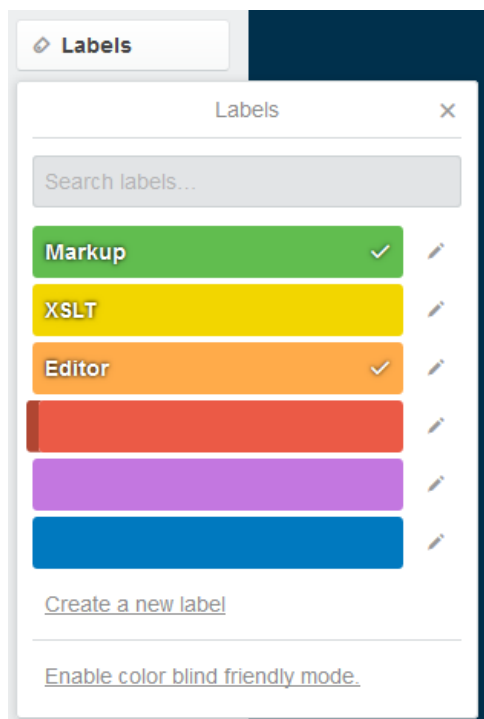 Labels
Labels
Search labels...
Markup
XSLT
Editor
Create a new label
Enable color blind friendly mode.